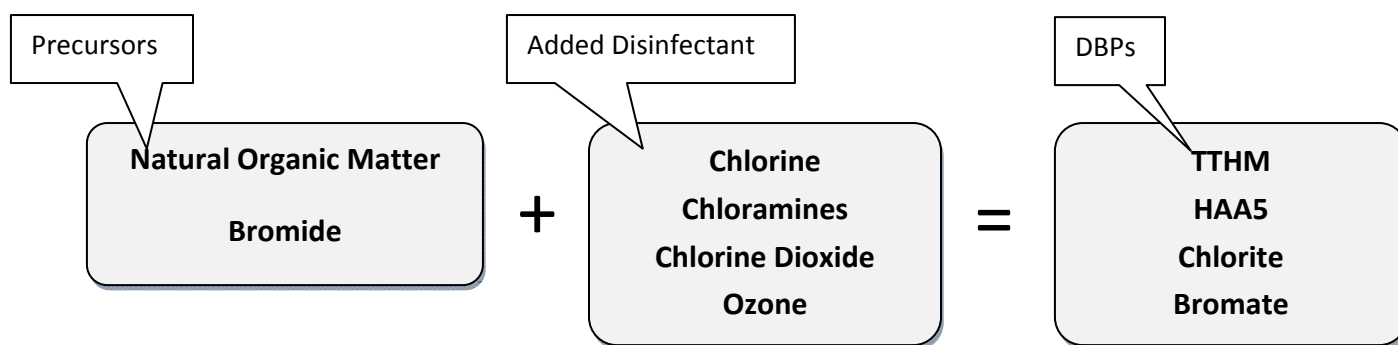 Precursors
Added Disinfectant
DBPs
Natural Organic Matter
Bromide
+
Chlorine
Chloramines
Chlorine Dioxide
Ozone
=
TTHM
HAA5
Chlorite
Bromate